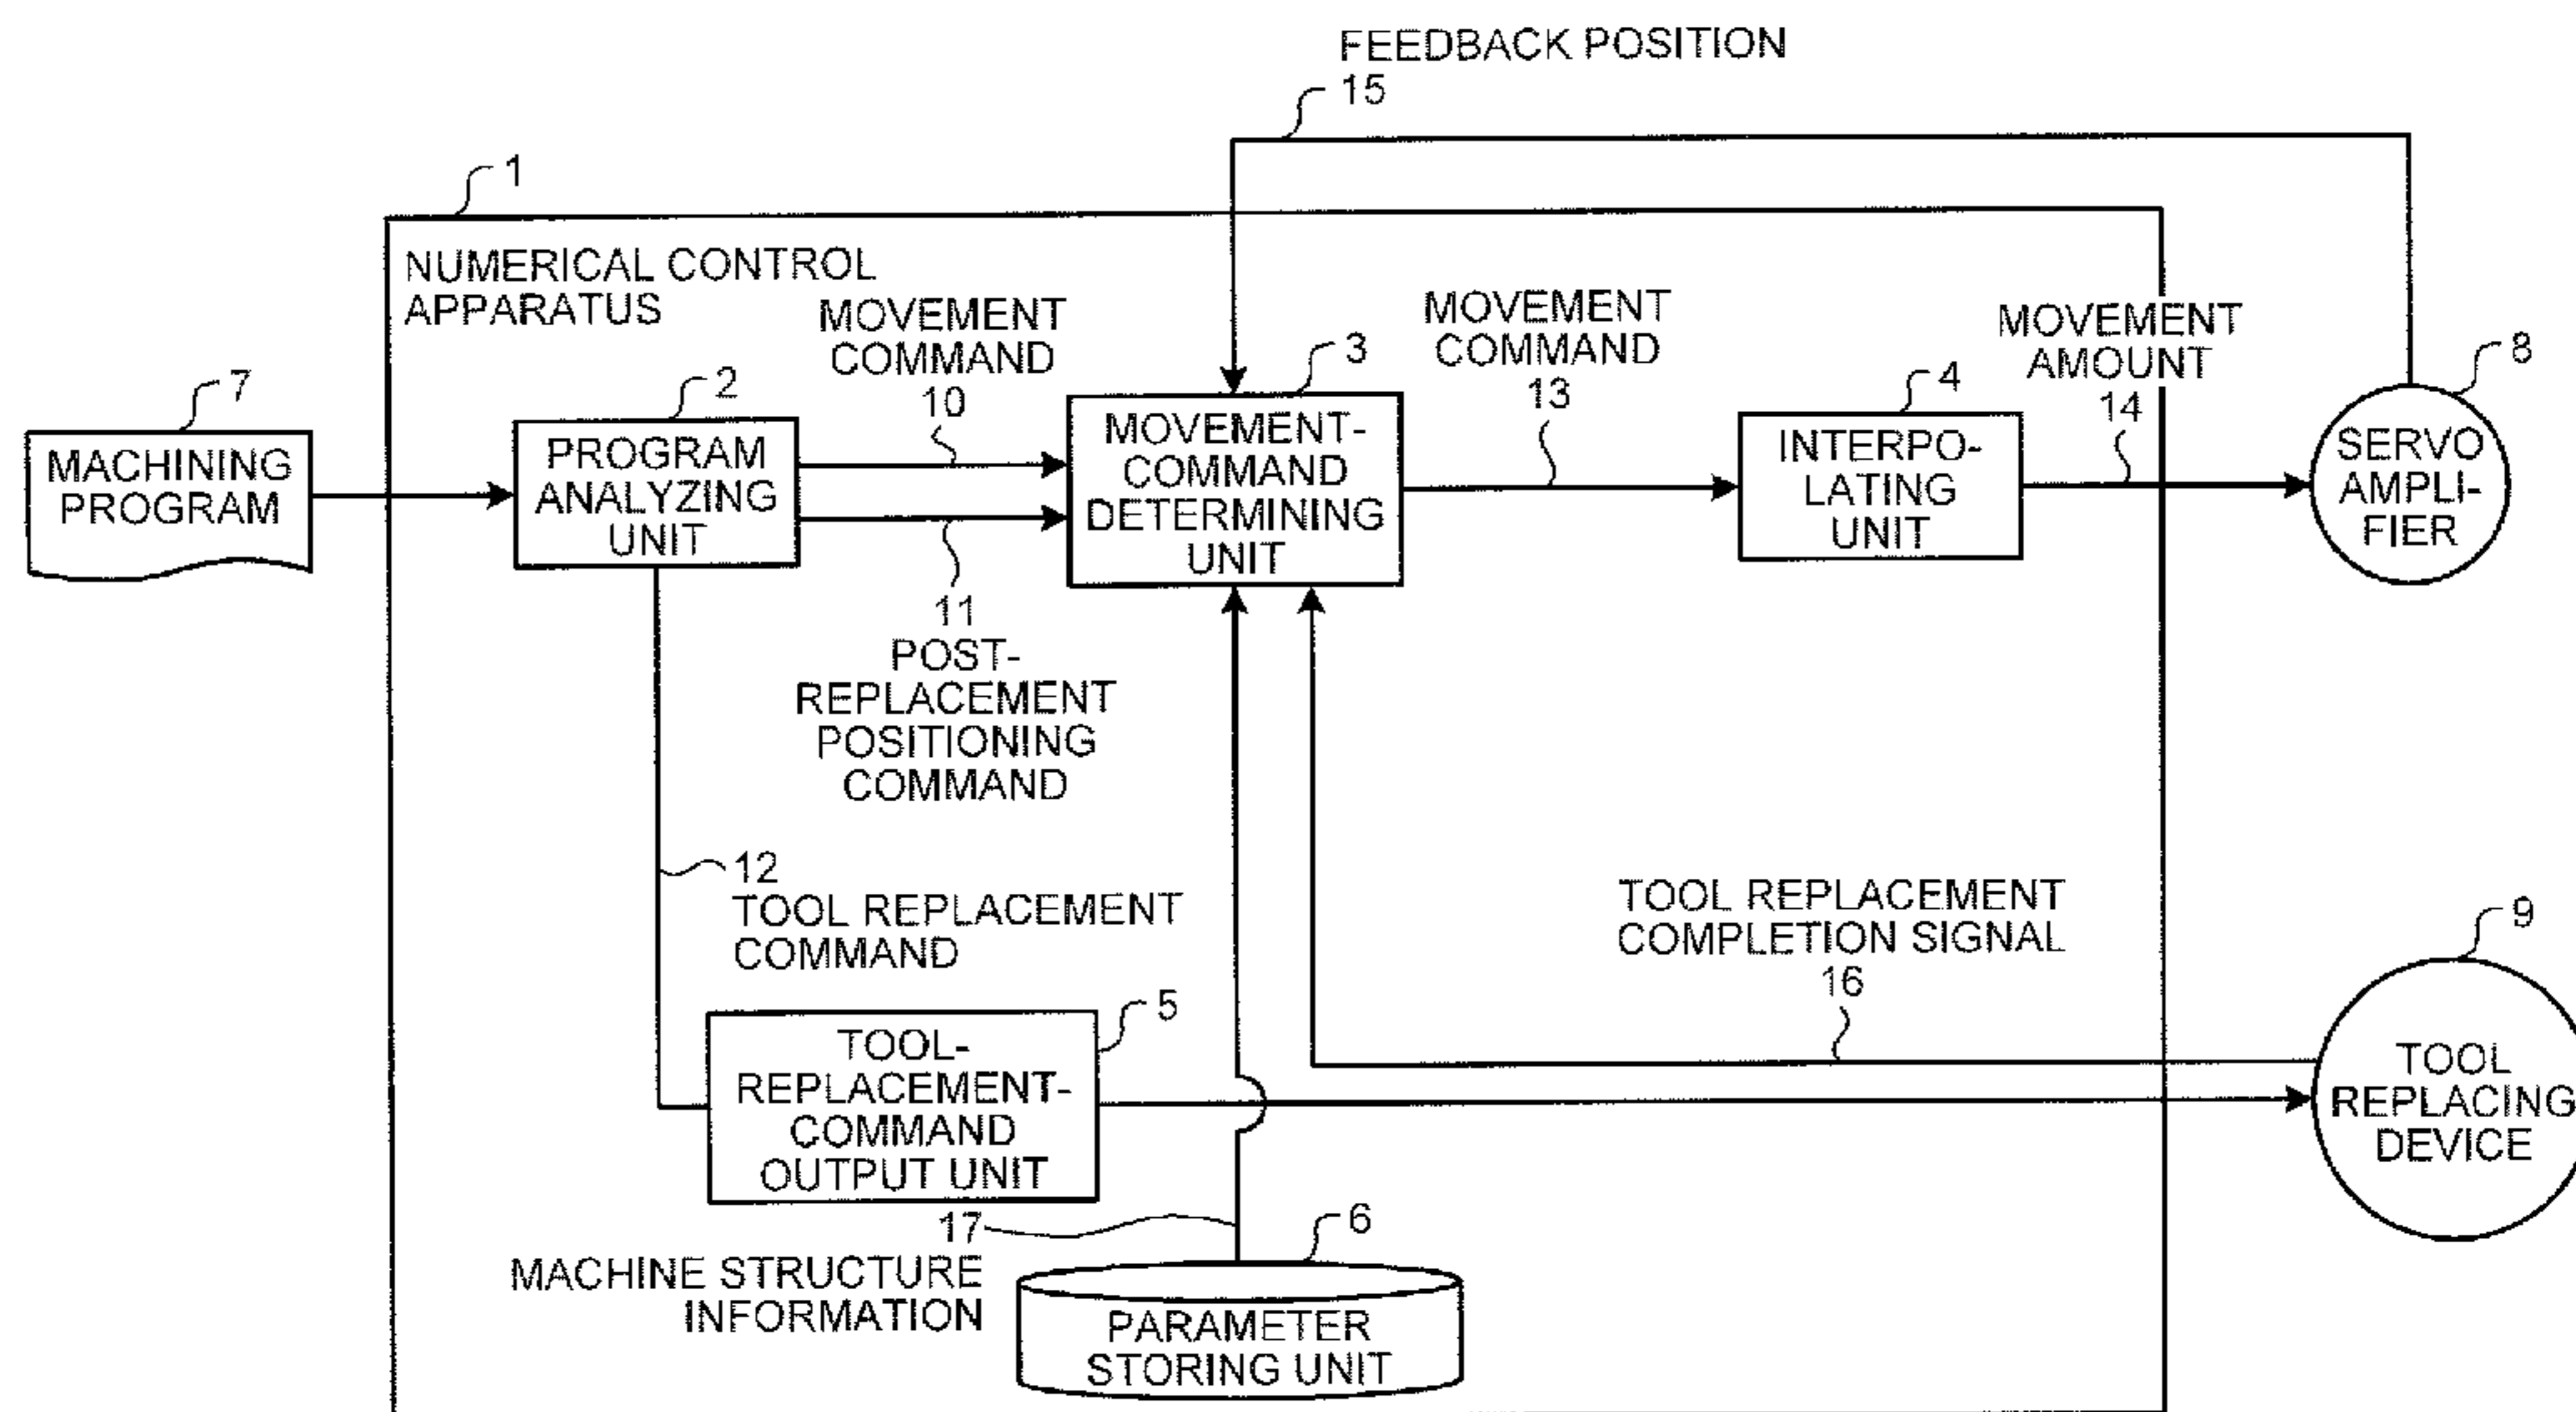 FEEDBACK POSITION
15
1
NUMERICAL CONTROL
APPARATUS
MOVEMENT
COMMAND
10
MOVEMENT
COMMAND
13
MOVEMENT
AMOUNT
14
7
MACHINING
PROGRAM
2
PROGRAM
ANALYZING
UNIT
3
MOVEMENT-
COMMAND
DETERMINING
UNIT
4
INTERPO-
LATING
UNIT
8
SERVO
AMPLI-
FIER
11
POST-
REPLACEMENT
POSITIONING
COMMAND
12
TOOL REPLACEMENT
COMMAND
TOOL REPLACEMENT
COMPLETION SIGNAL
16
5
TOOL-
REPLACEMENT-
COMMAND
OUTPUT UNIT
9
TOOL
REPLACING
DEVICE
17
MACHINE STRUCTURE
INFORMATION
6
PARAMETER
STORING UNIT